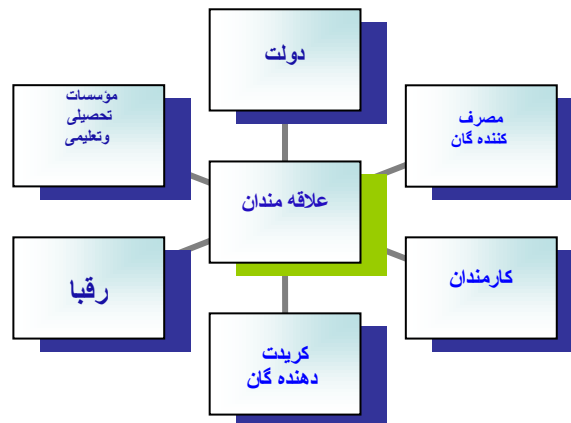 دولت
مصرف
کننده گان
مؤسسات
تحصیلی
وتعلیمی
علاقه مندان
کارمندان
رقبا
کریدت
دهنده گان